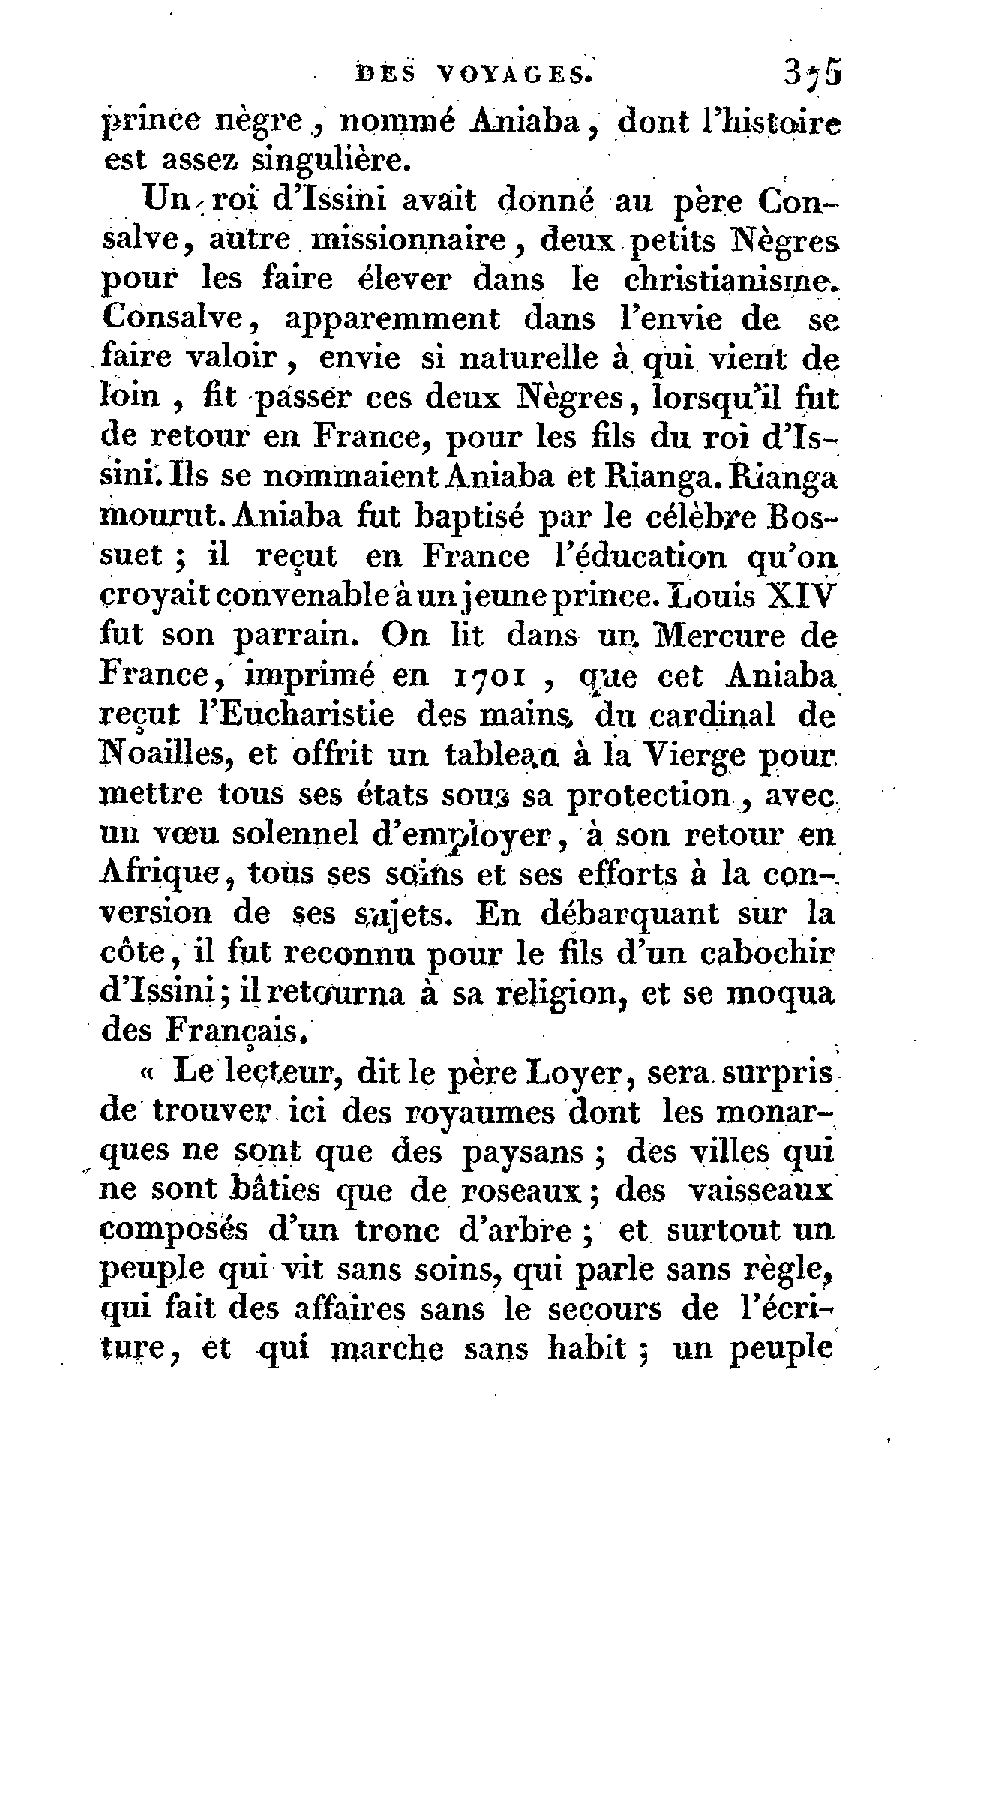 DES VOYAGES. 375
prince nègre, nommé Aniaba, dont l'histoire
est assez singulière.
Un roi d'Issini avait donné au père Con-
salve, autre missionnaire, deux petits Nègres
pour les faire élever dans le christianisme.
Consalve, apparemment dans l'envie de se
faire valoir, envie si naturelle à qui vient de
loin, fit passer ces deux Nègres, lorsqu'il fut
de retour en France, pour les fils du roi d'Is-
sini. Ils se nommaient Aniaba et Rianga. Rianga
mourut. Aniaba fut baptisé par le célèbre Bos-
suet ; il reçut en France l'éducation qu'on
croyait convenable à un jeune prince. Louis XIV
fut son parrain. On lit dans un Mercure de
France, imprimé en 1701, que cet Aniaba
reçut l'Eucharistie des mains du cardinal de
Noailles, et offrit un tableau à la Vierge pour
mettre tous ses états sous sa protection, avec
un vœu solennel d'employer, à son retour en
Afrique, tous ses soins et ses efforts à la con-
version de ses sujets. En débarquant sur la
côte, il fut reconnu pour le fils d'un cabochir
d'Issini ; il retourna à sa religion, et se moqua
des Français.
« Le lecteur, dit le père Loyer, sera surpris
de trouver ici des royaumes dont les monar-
ques ne sont que des paysans ; des villes qui
ne sont bâties que de roseaux ; des vaisseaux
composés d'un tronc d'arbre ; et surtout un
peuple qui vit sans soins, qui parle sans règle,
qui fait des affaires sans le secours de l'écri-
ture, et qui marche sans habit ; un peuple